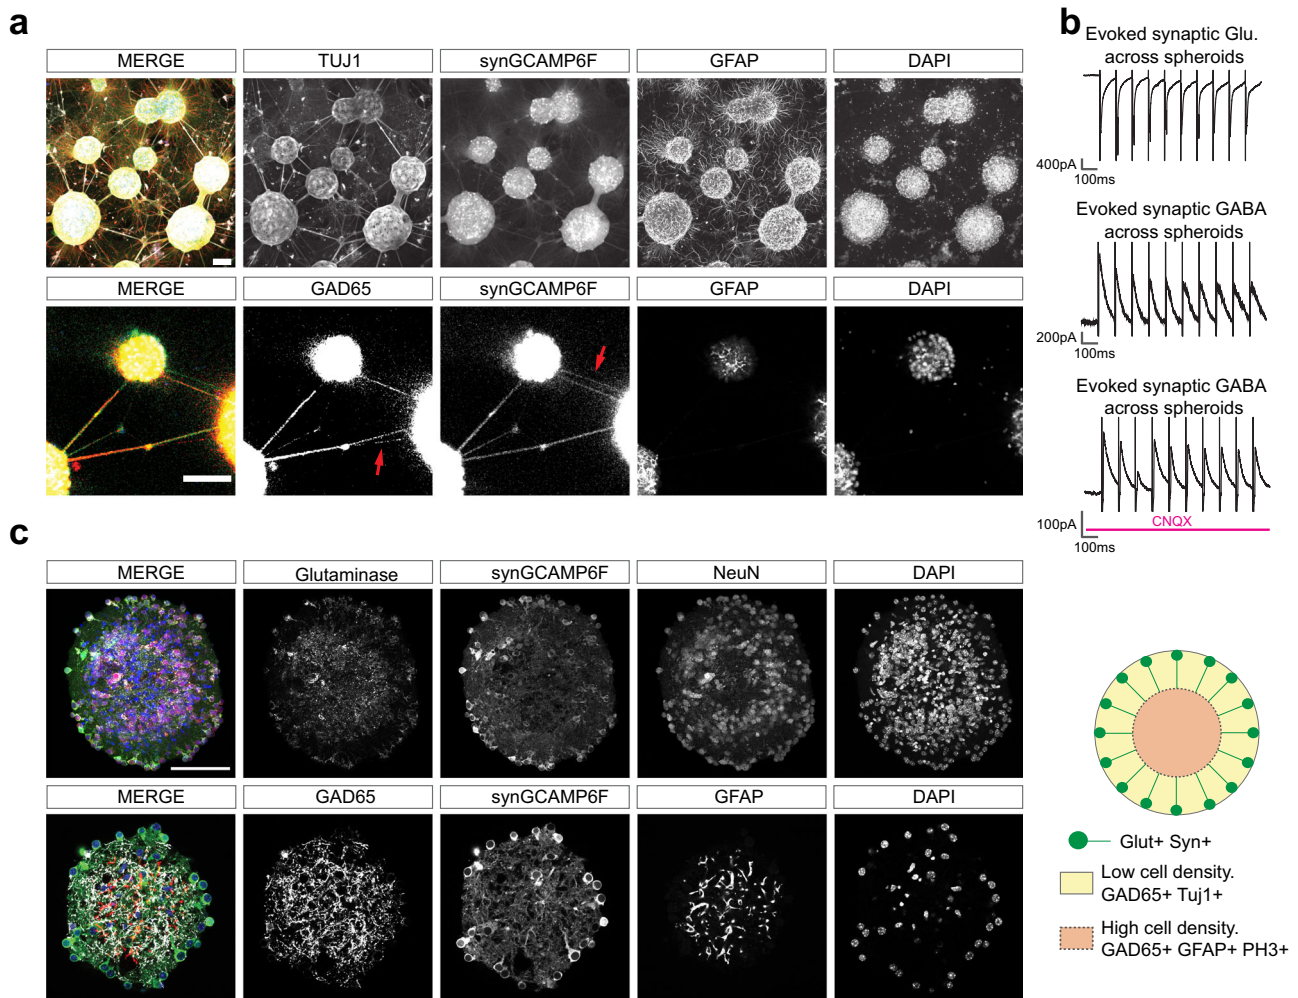 a
MERGE
TUJ1
synGCAMP6F
GFAP
DAPI
MERGE
GAD65
synGCAMP6F
GFAP
DAPI
b
Evoked synaptic Glu.
across spheroids
400pA
100ms
Evoked synaptic GABA
across spheroids
200pA
100ms
Evoked synaptic GABA
across spheroids
100pA
100ms
CNQX
c
MERGE
Glutaminase
synGCAMP6F
NeuN
DAPI
MERGE
GAD65
synGCAMP6F
GFAP
DAPI
Glut+ Syn+
Low cell density.
GAD65+ Tuj1+
High cell density.
GAD65+ GFAP+ PH3+